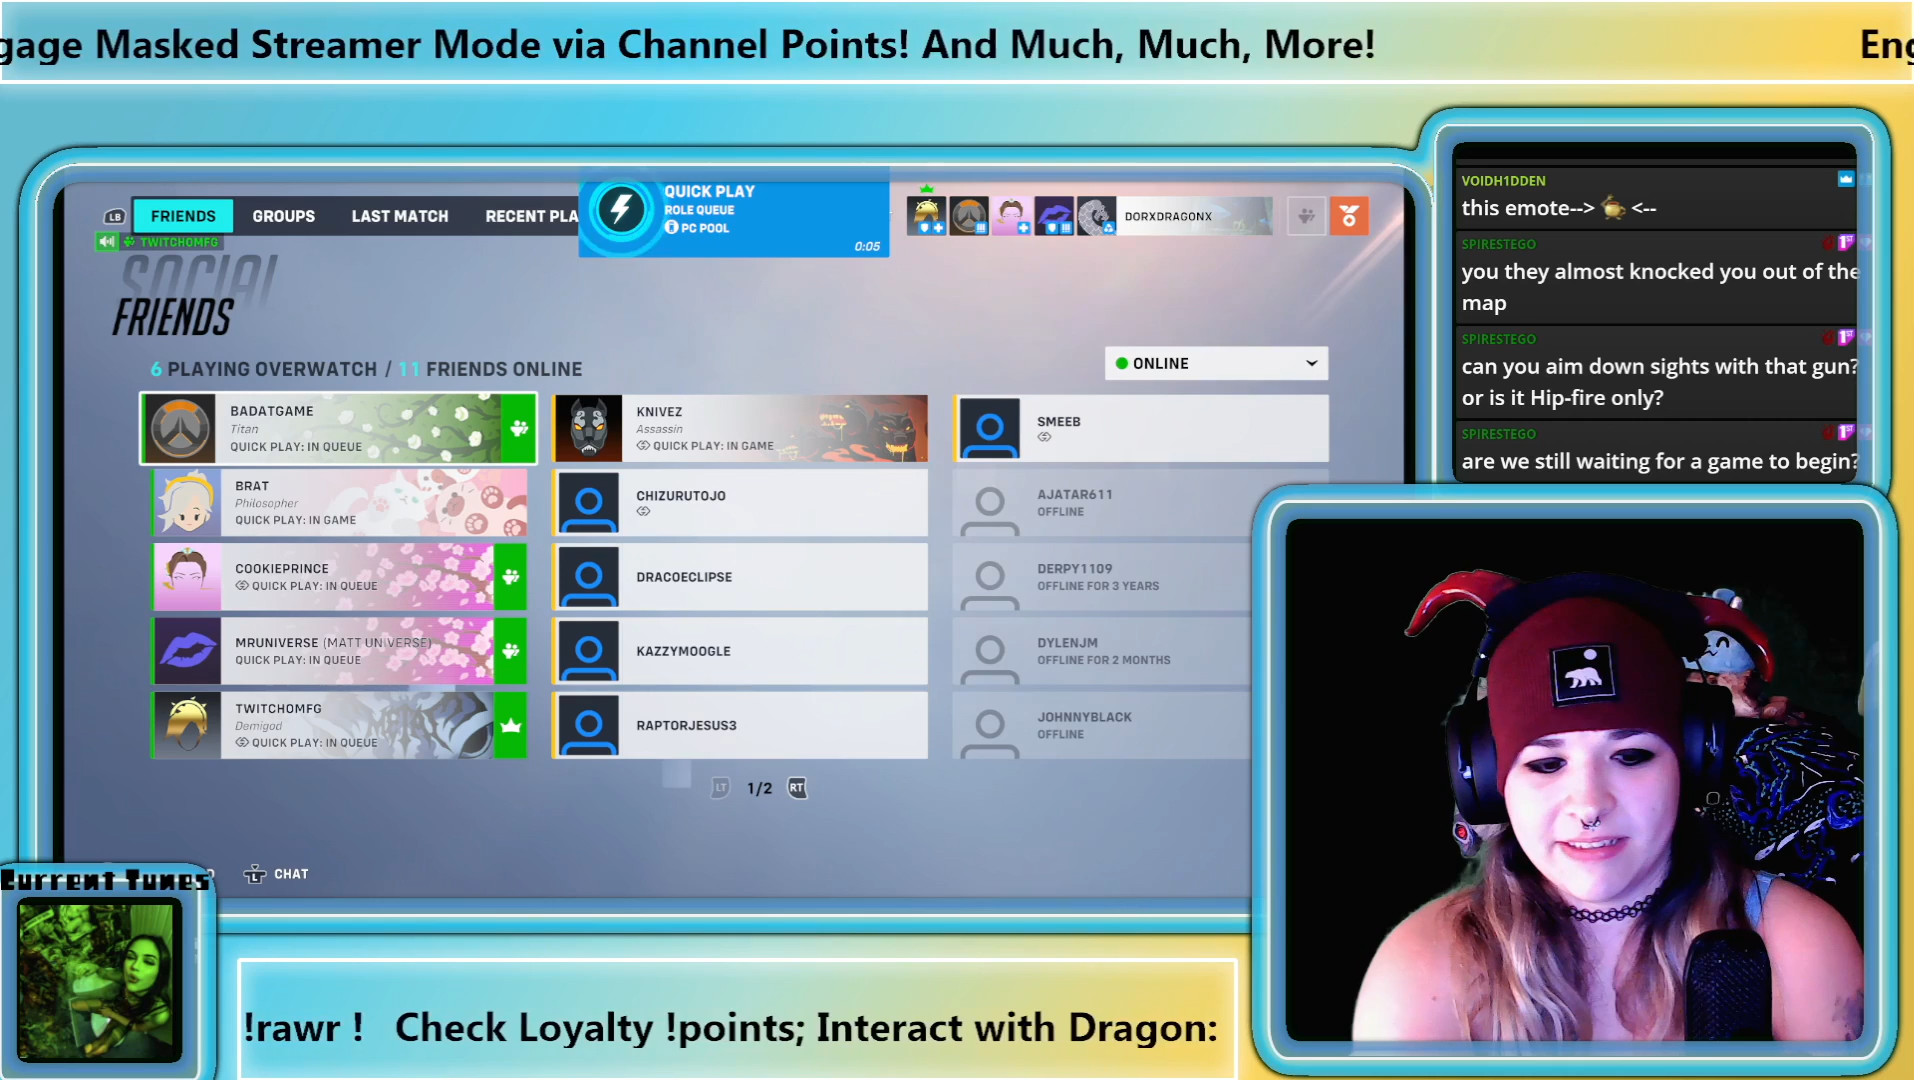 gage Masked Streamer Mode via Channel Points! And Much, Much, More!
Eng
LB
FRIENDS
GROUPS
LAST MATCH
RECENT PLA
TWITCHOMFG
QUICK PLAY
ROLE QUEUE
PC POOL
0:05
DORXDRAGONX
SOCIAL
FRIENDS
6 PLAYING OVERWATCH / 11 FRIENDS ONLINE
ONLINE
BADATGAME
Titan
QUICK PLAY: IN QUEUE
BRAT
Philosopher
QUICK PLAY: IN GAME
COOKIEPRINCE
QUICK PLAY: IN QUEUE
MRUNIVERSE (MATT UNIVERSE)
QUICK PLAY: IN QUEUE
TWITCHOMFG
Demigod
QUICK PLAY: IN QUEUE
KNIVEZ
Assassin
QUICK PLAY: IN GAME
CHIZURUTOJO
DRACOECLIPSE
KAZZYMOOGLE
RAPTORJESUS3
SMEEB
AJATAR611
OFFLINE
DERPY1109
OFFLINE FOR 3 YEARS
DYLENJM
OFFLINE FOR 2 MONTHS
JOHNNYBLACK
OFFLINE
LT 1/2 RT
L CHAT
VOIDH1DDEN
this emote--> <--
SPIRESTEGO
you they almost knocked you out of the
map
SPIRESTEGO
can you aim down sights with that gun?
or is it Hip-fire only?
SPIRESTEGO
are we still waiting for a game to begin?
Current Tunes
!rawr ! Check Loyalty !points; Interact with Dragon: